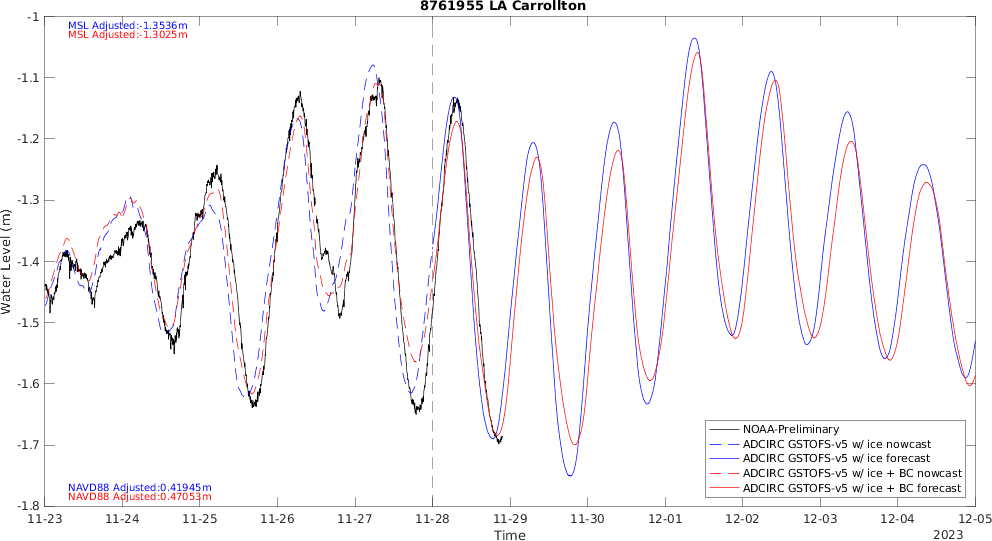 8761955 LA Carrollton
MSL Adjusted:-1.3536m
MSL Adjusted:-1.3025m
-1
-1.1
-1.2
-1.3
-1.4
-1.5
-1.6
-1.7
-1.8
Water Level (m)
NOAA-Preliminary
ADCIRC GSTOFS-v5 w/ ice nowcast
ADCIRC GSTOFS-v5 w/ ice forecast
ADCIRC GSTOFS-v5 w/ ice + BC nowcast
ADCIRC GSTOFS-v5 w/ ice + BC forecast
NAVD88 Adjusted:0.41945m
NAVD88 Adjusted:0.47053m
11-23 11-24 11-25 11-26 11-27 11-28 11-29 11-30 12-01 12-02 12-03 12-04 12-05
Time
2023